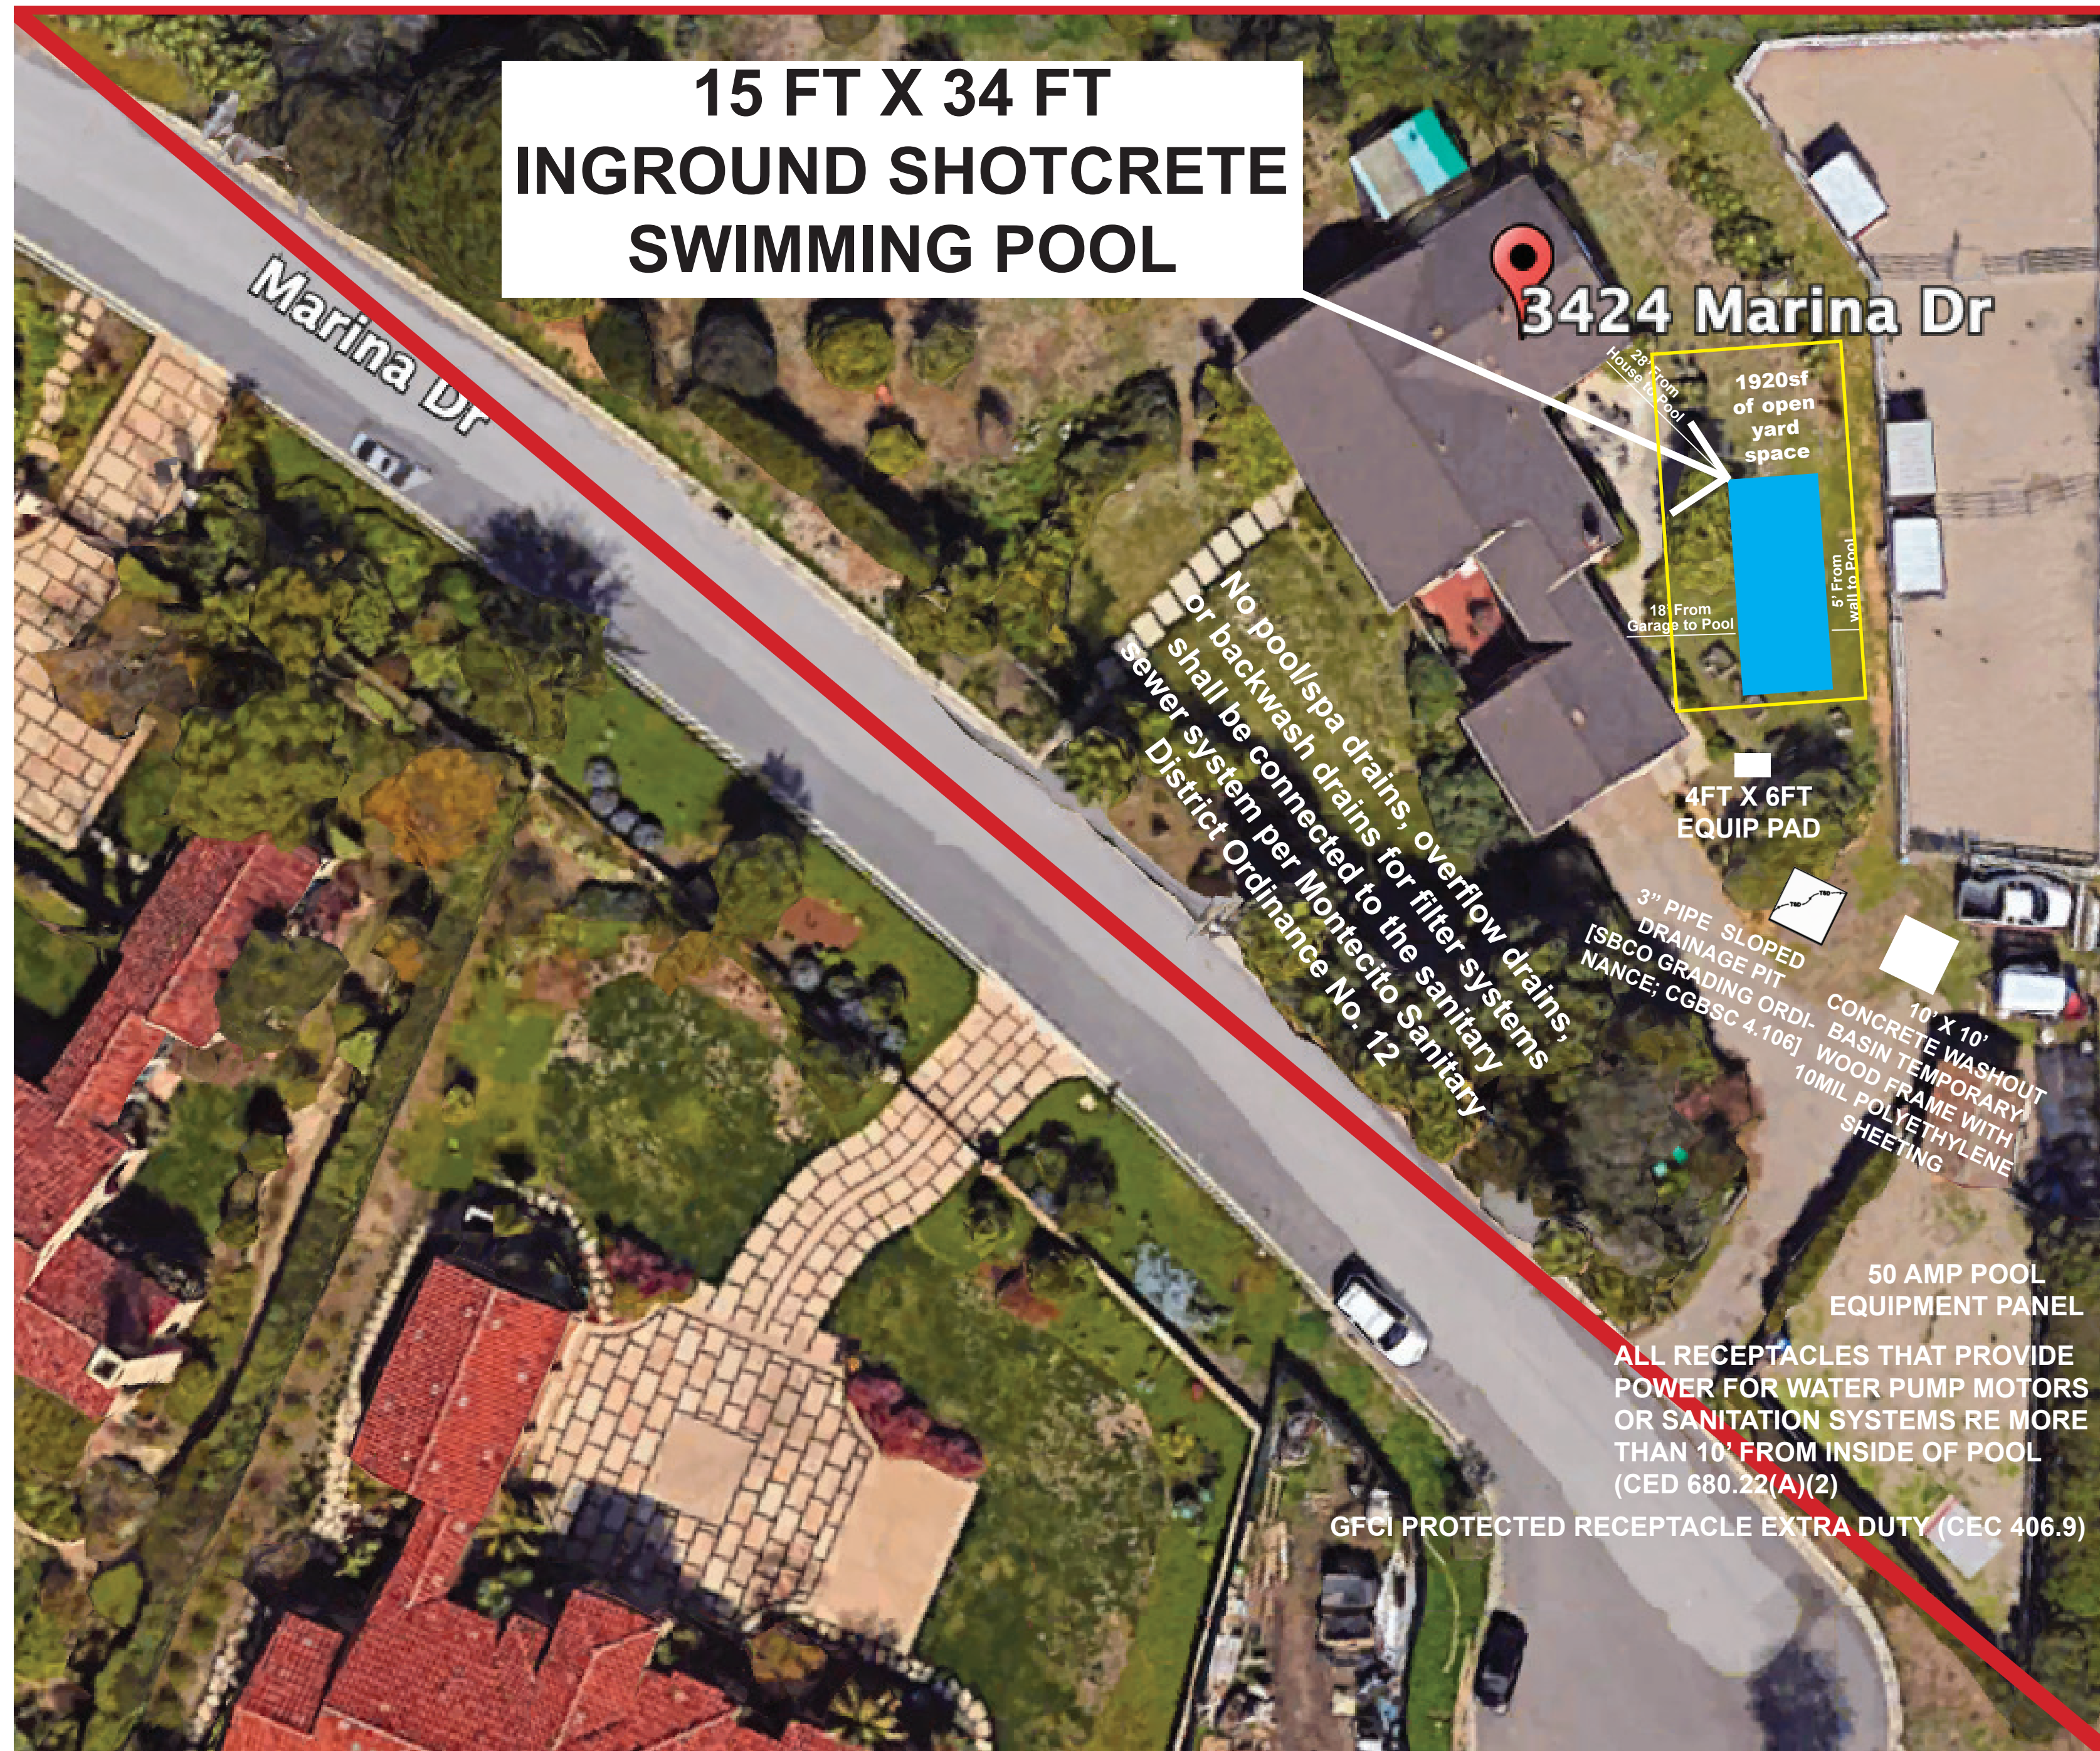 15 FT X 34 FT
INGROUND SHOTCRETE
SWIMMING POOL
Marina Dr
3424 Marina Dr
28' From
House to Pool
1920sf
of open
yard
space
5' From
wall to Pool
18' From
Garage to Pool
No pool/spa drains, overflow drains,
or backwash drains for filter systems
shall be connected to the sanitary
sewer system per Montecito Sanitary
District Ordinance No. 12
4FT X 6FT
EQUIP PAD
TBD
TBD
3” PIPE SLOPED
DRAINAGE PIT
[SBCO GRADING ORDI-
NANCE; CGBSC 4.106]
10’ X 10’
CONCRETE WASHOUT
BASIN TEMPORARY
WOOD FRAME WITH
10MIL POLYETHYLENE
SHEETING
50 AMP POOL
EQUIPMENT PANEL
ALL RECEPTACLES THAT PROVIDE
POWER FOR WATER PUMP MOTORS
OR SANITATION SYSTEMS RE MORE
THAN 10’ FROM INSIDE OF POOL
(CED 680.22(A)(2)
GFCI PROTECTED RECEPTACLE EXTRA DUTY (CEC 406.9)